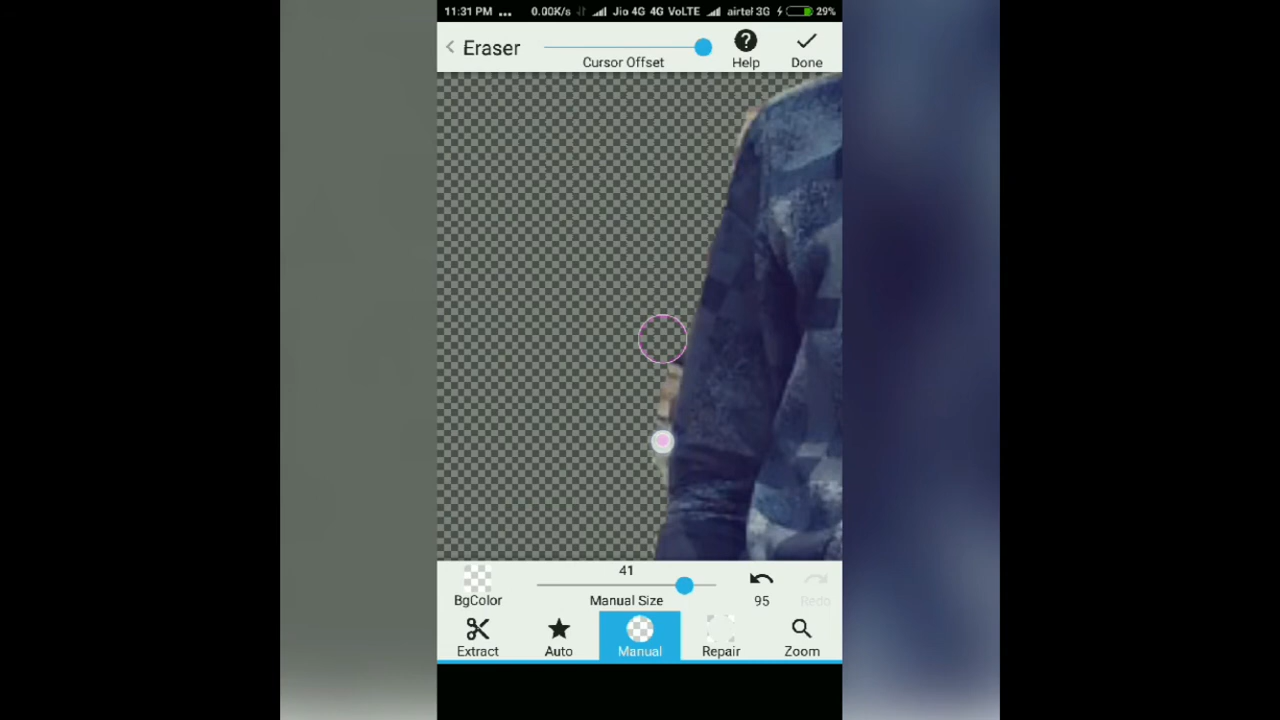 11:31 PM ... 0.00K/s Jio 4G 4G VoLTE airtel 3G 29%
Eraser
Cursor Offset
Help
Done
41
BgColor
Manual Size
95
Redo
Extract
Auto
Manual
Repair
Zoom